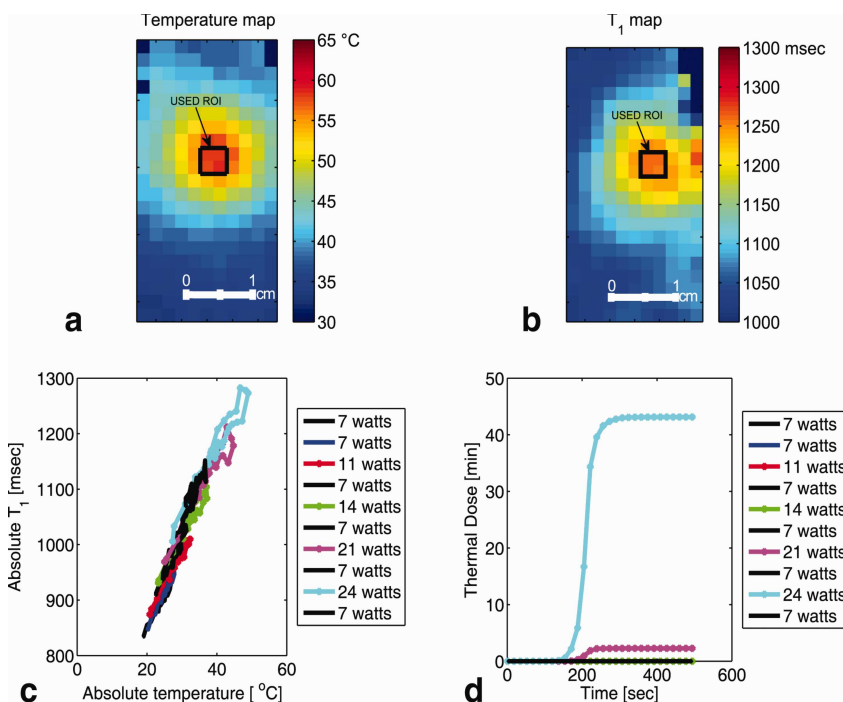 Temperature map
65 °C
60
55
50
45
40
35
30
USED ROI
0 1
cm
a
T1 map
1300 msec
1250
1200
1150
1100
1050
1000
USED ROI
0 1
cm
b
1300
1200
1100
1000
900
800
Absolute T1 [msec]
0 20 40 60
Absolute temperature [ °C]
c
7 watts
7 watts
11 watts
7 watts
14 watts
7 watts
21 watts
7 watts
24 watts
7 watts
50
40
30
20
10
0
Thermal Dose [min]
0 200 400 600
Time [sec]
d
7 watts
7 watts
11 watts
7 watts
14 watts
7 watts
21 watts
7 watts
24 watts
7 watts